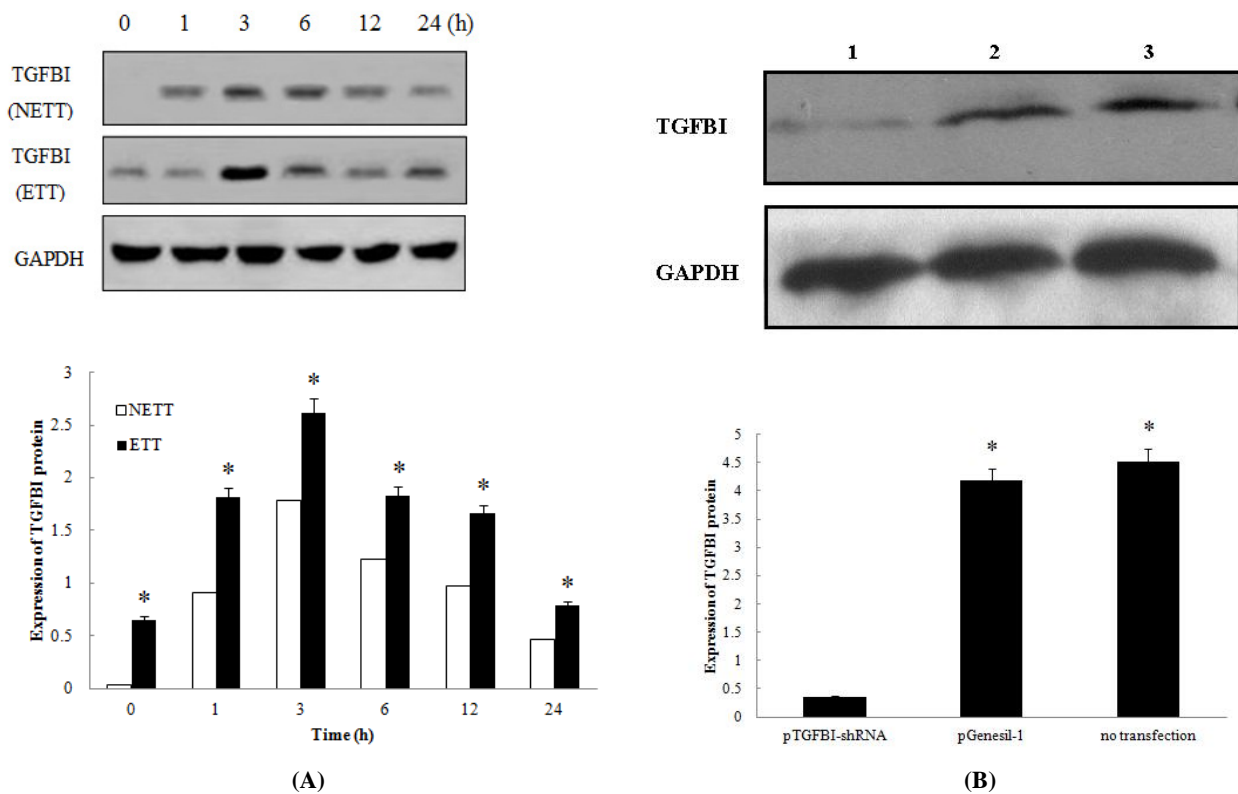 0 1 3 6 12 24 (h)
TGFBI
(NETT)
TGFBI
(ETT)
GAPDH
3
2.5
2
1.5
1
0.5
0
Expression of TGFBI protein
NETT
ETT
* * * * * *
0 1 3 6 12 24
Time (h)
(A)
1 2 3
TGFBI
GAPDH
5
4.5
4
3.5
3
2.5
2
1.5
1
0.5
0
Expression of TGFBI protein
* *
pTGFBI-shRNA pGenesil-1 no transfection
(B)